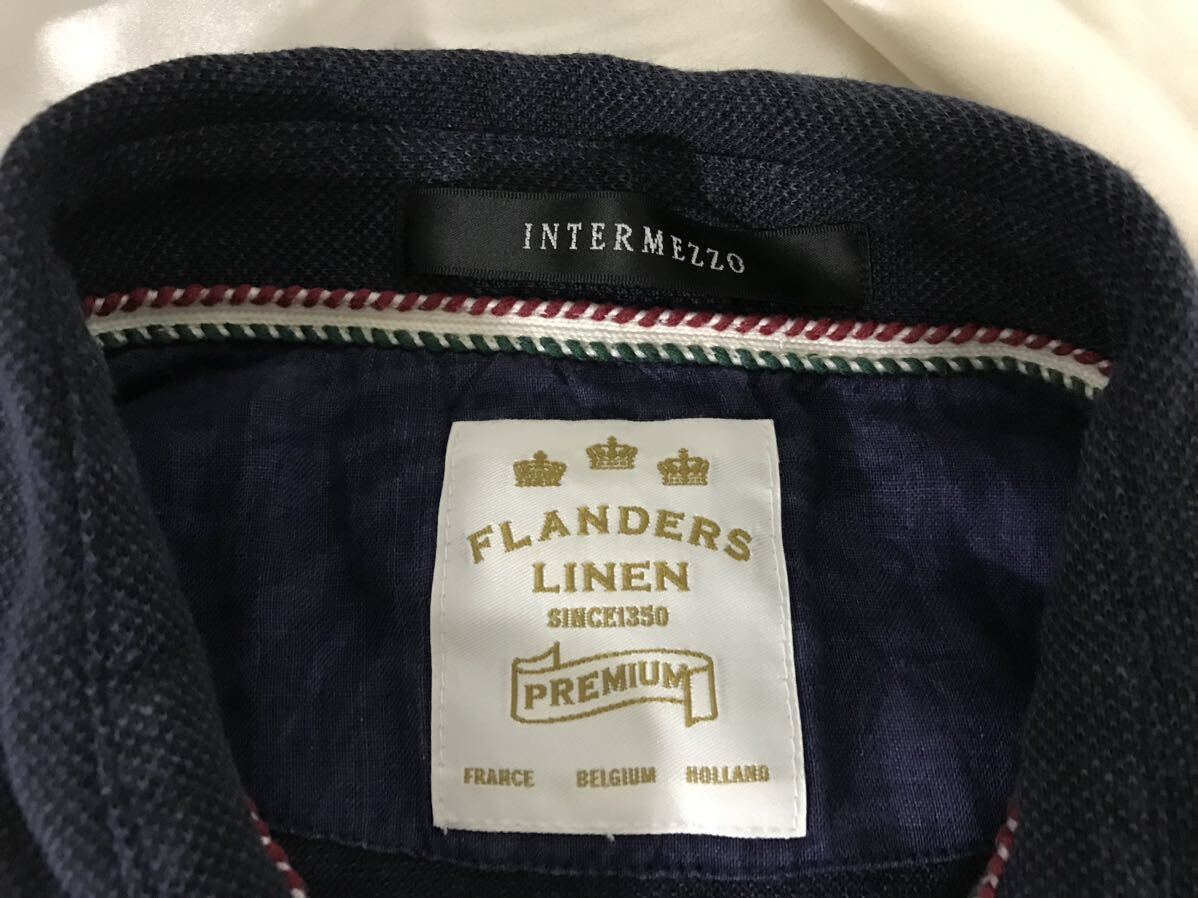 INTERMEZZO
FLANDERS
LINEN
SINCE1350
PREMIUM
FRANCE BELGIUM HOLLAND